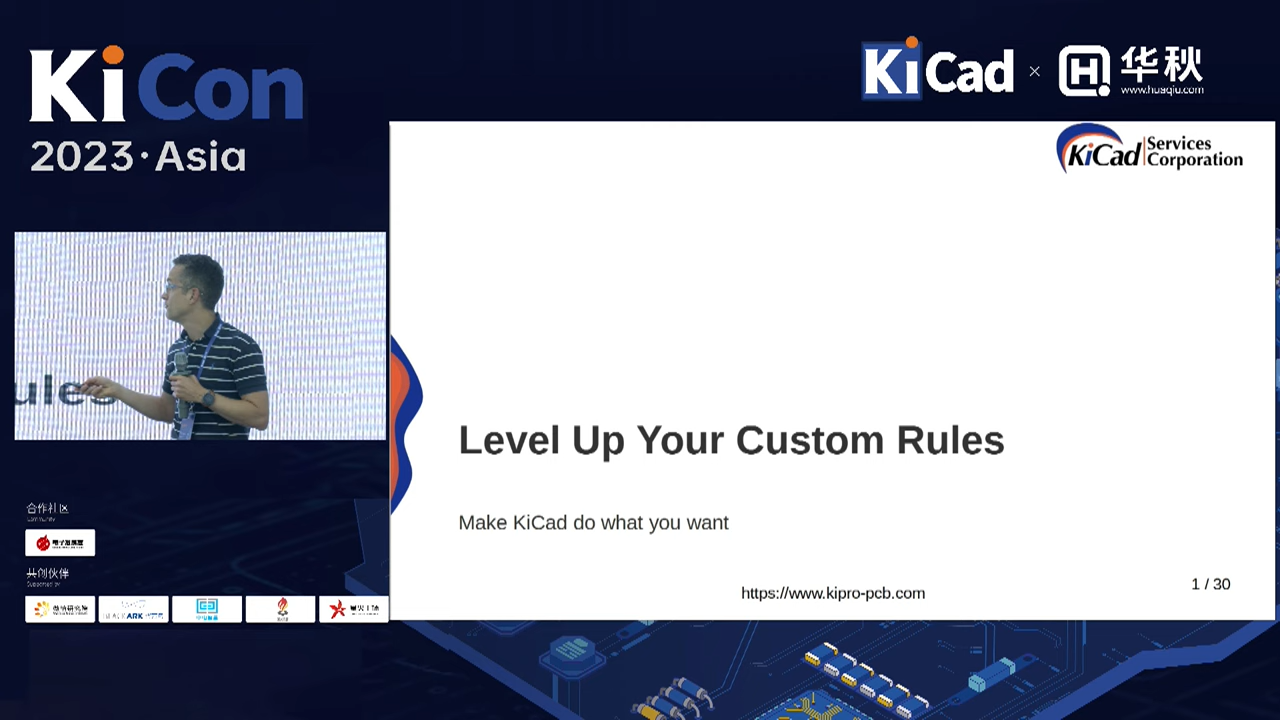 KiCon
2023·Asia
KiCad × H 华秋
www.huaqiu.com
KiCad Services
Corporation
ules
Level Up Your Custom Rules
Make KiCad do what you want
https://www.kipro-pcb.com
1 / 30
合作社区
Community
共创伙伴
Supported by